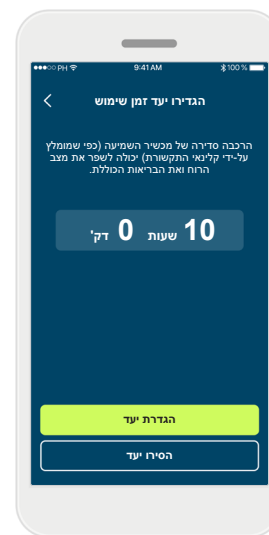 PH 9:41 AM 100 %
הגדירו יעד זמן שימוש
הרכבה סדירה של מכשיר השמיעה (כפי שמומלץ
על-ידי קלינאי התקשורת) יכולה לשפר את מצב
הרוח ואת הבריאות הכוללת.
10 שעות 0 דק'
הגדרת יעד
הסירו יעד